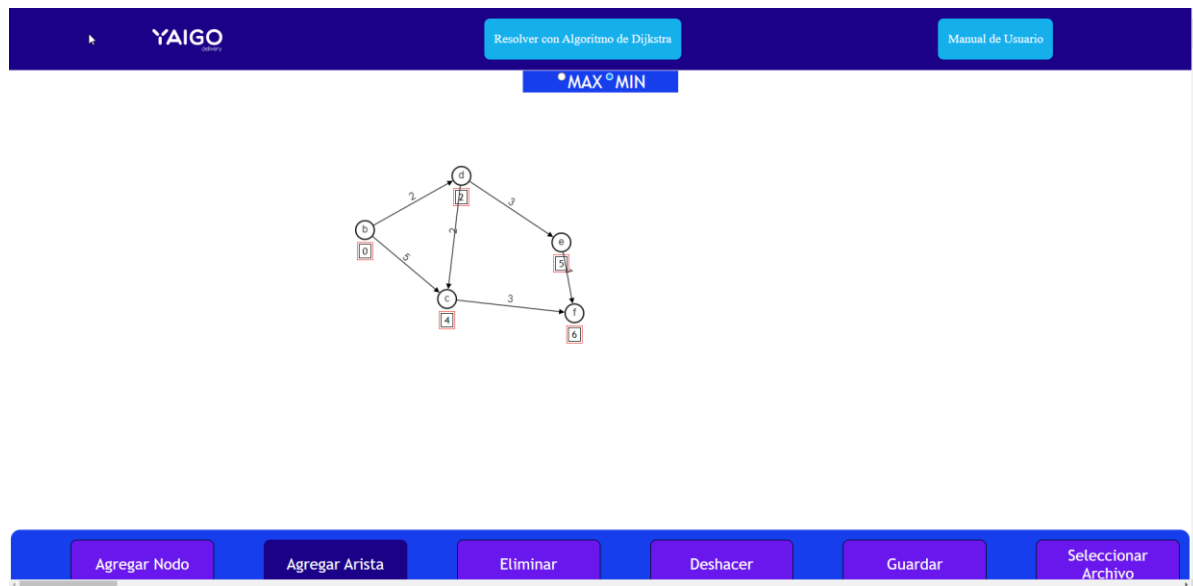 YAIGO
delivery
Resolver con Algoritmo de Dijkstra
Manual de Usuario
MAX MIN
d
2
2
3
b
0
2
e
5
1
5
c
4
3
f
6
Agregar Nodo
Agregar Arista
Eliminar
Deshacer
Guardar
Seleccionar
Archivo